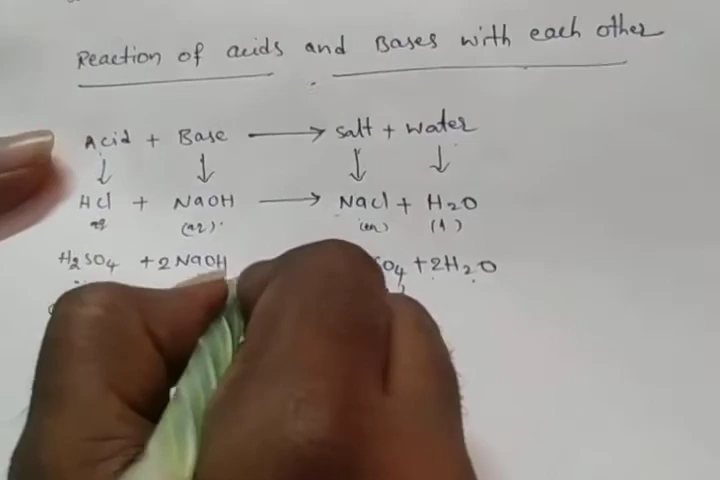 Reaction of acids and Bases with each other
Acid + Base → salt + water
↓ ↓ ↓ ↓
HCl + NaOH → NaCl + H2O
aq (aq) (aq) (l)
H2SO4 + 2NaOH SO4 + 2H2O